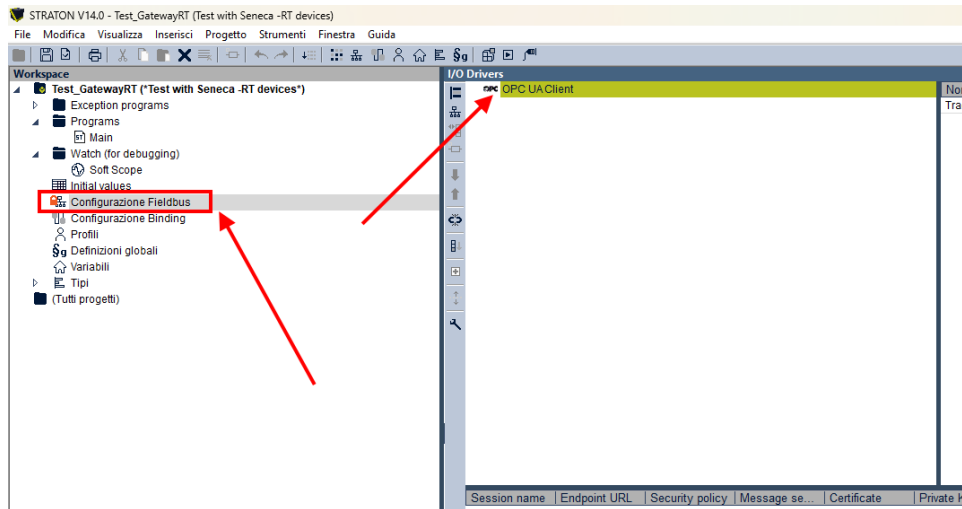 STRATON V14.0 - Test_GatewayRT (Test with Seneca -RT devices)
File Modifica Visualizza Inserisci Progetto Strumenti Finestra Guida
Workspace
Test_GatewayRT (*Test with Seneca -RT devices*)
Exception programs
Programs
ST Main
Watch (for debugging)
Soft Scope
Initial values
Configurazione Fieldbus
Configurazione Binding
Profili
§g Definizioni globali
Variabili
Tipi
(Tutti progetti)
I/O Drivers
OPC OPC UA Client
Session name Endpoint URL Security policy Message se... Certificate Private